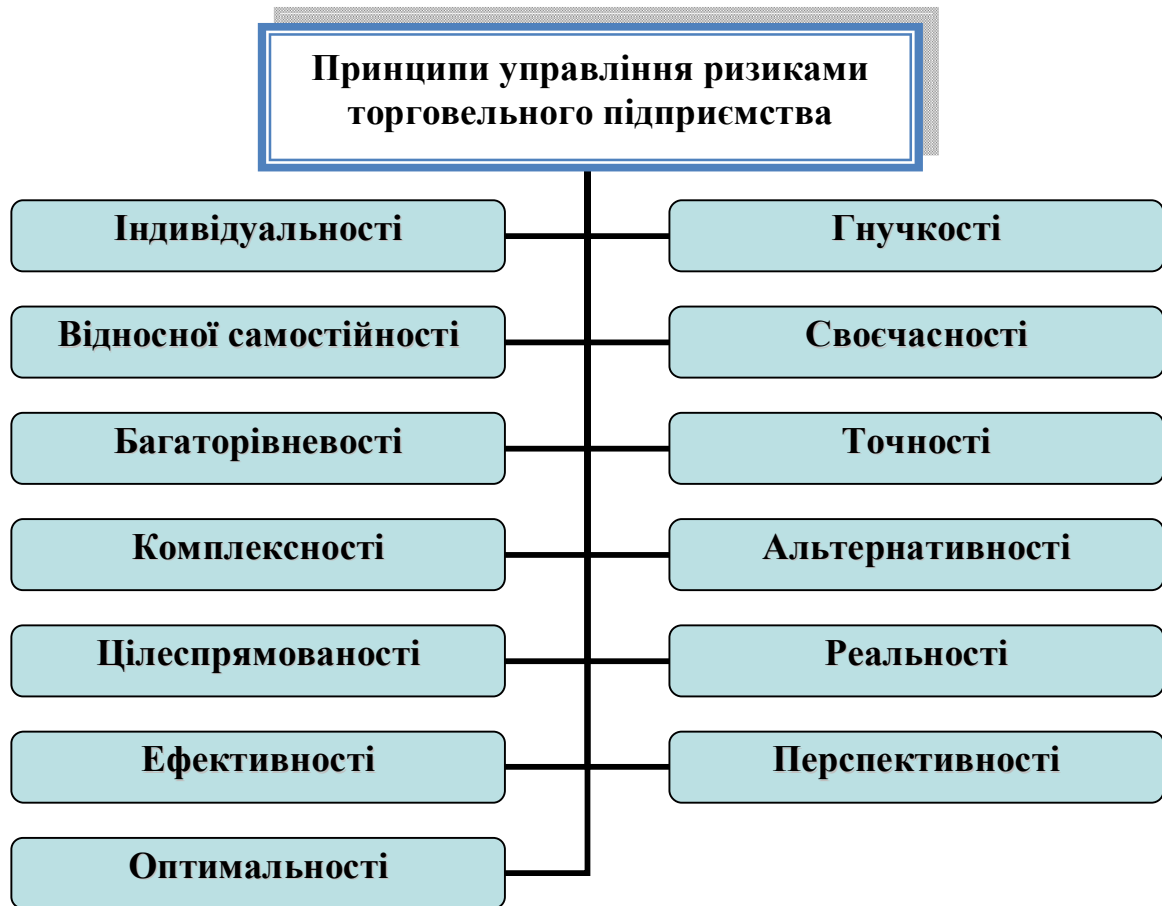 Принципи управління ризиками
торговельного підприємства
Індивідуальності
Гнучкості
Відносної самостійності
Своєчасності
Багаторівневості
Точності
Комплексності
Альтернативності
Цілеспрямованості
Реальності
Ефективності
Перспективності
Оптимальності